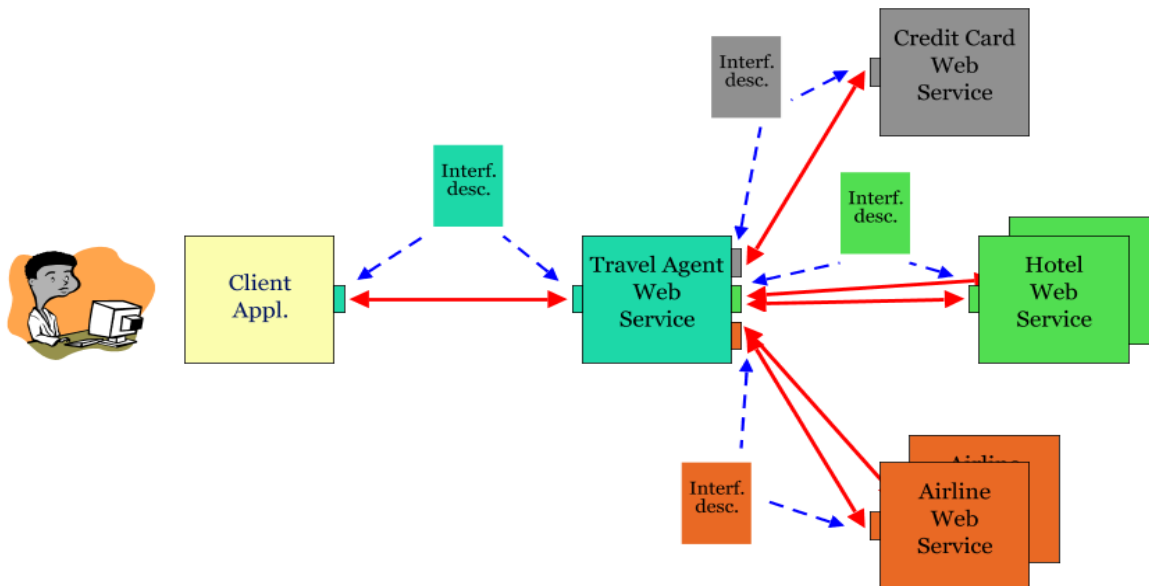 Interf.
desc.
Credit Card
Web
Service
Interf.
desc.
Interf.
desc.
Client
Appl.
Travel Agent
Web
Service
Hotel
Web
Service
Interf.
desc.
Airline
Airline
Web
Service